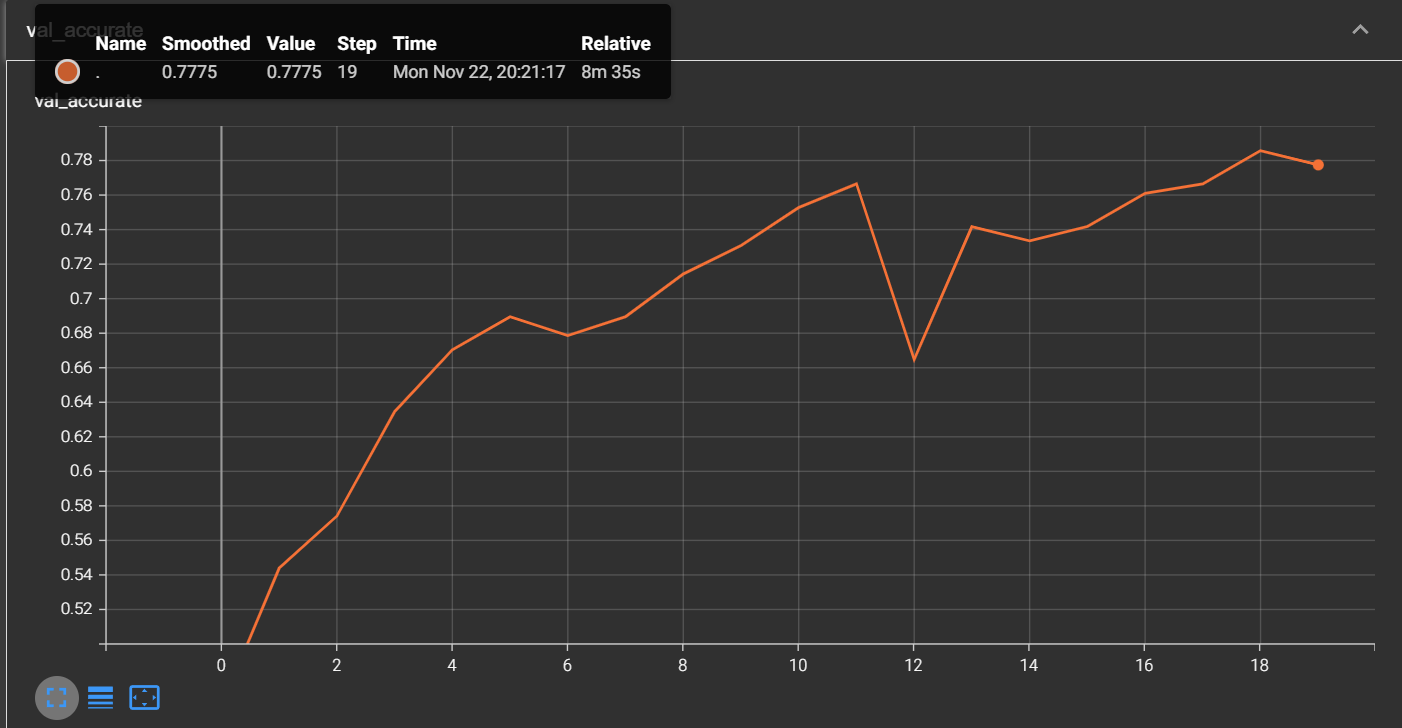 val_accurate
Name Smoothed Value Step Time Relative
. 0.7775 0.7775 19 Mon Nov 22, 20:21:17 8m 35s
val_accurate
0.78
0.76
0.74
0.72
0.7
0.68
0.66
0.64
0.62
0.6
0.58
0.56
0.54
0.52
0 2 4 6 8 10 12 14 16 18